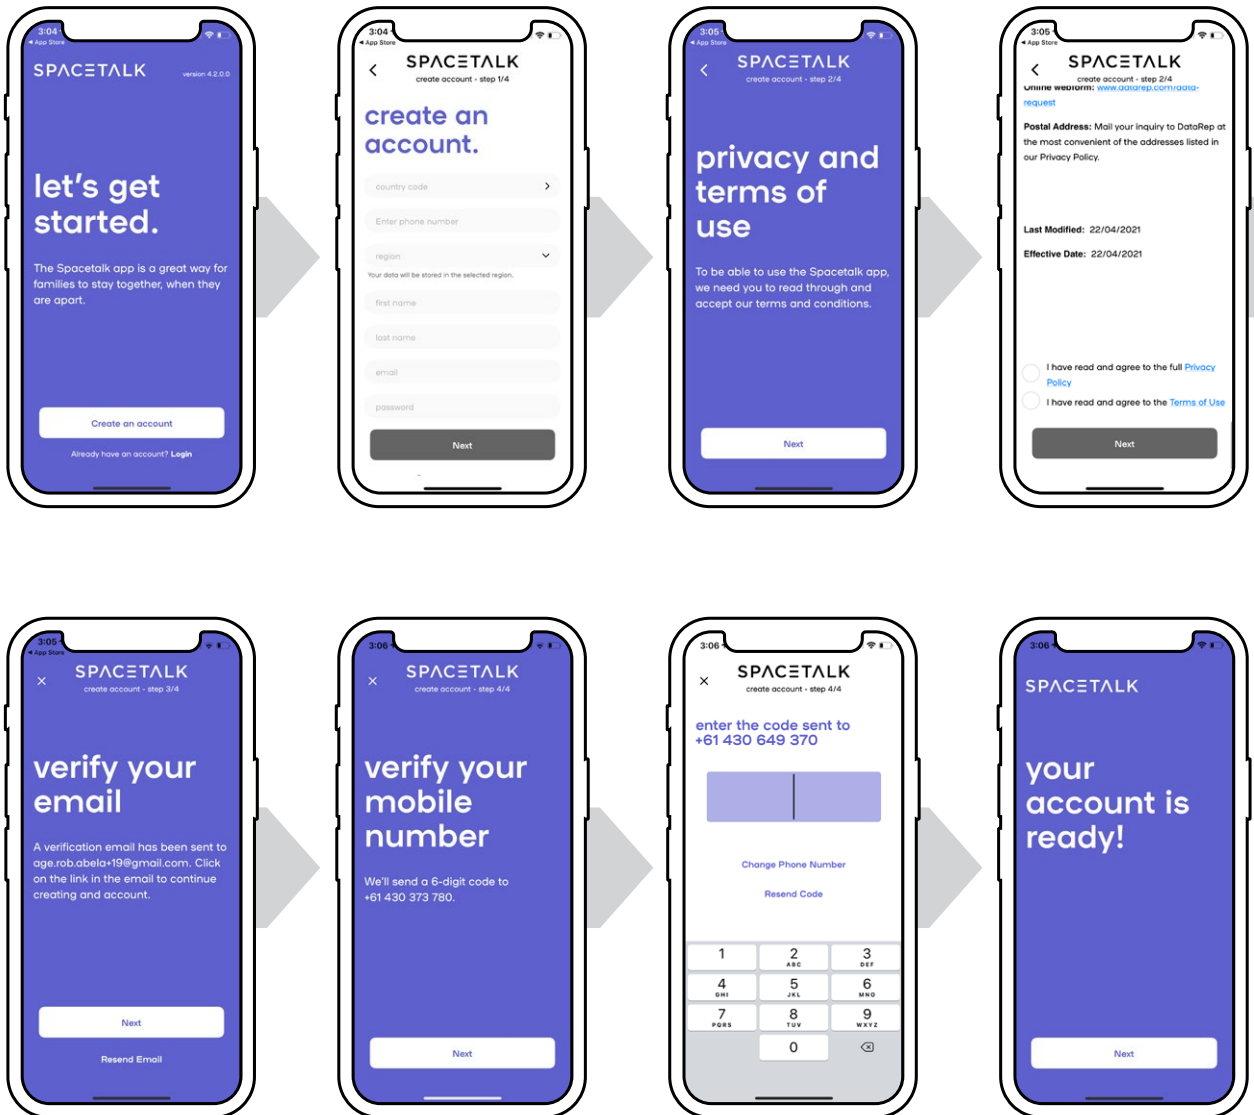 3:04
App Store
SPACETALK
version 4.2.0.0
let's get
started.
The Spacetalk app is a great way for
families to stay together, when they
are apart.
Create an account
Already have an account? Login
3:04
App Store
SPACETALK
create account - step 1/4
create an
account.
country code
Enter phone number
region
Your data will be stored in the selected region.
first name
last name
email
password
Next
3:05
App Store
SPACETALK
create account - step 2/4
privacy and
terms of
use
To be able to use the Spacetalk app,
we need you to read through and
accept our terms and conditions.
Next
3:05
App Store
SPACETALK
create account - step 2/4
Online webform: www.datarep.com/data-
request
Postal Address: Mail your inquiry to DataRep at
the most convenient of the addresses listed in
our Privacy Policy.
Last Modified: 22/04/2021
Effective Date: 22/04/2021
I have read and agree to the full Privacy
Policy
I have read and agree to the Terms of Use
Next
3:05
App Store
SPACETALK
create account - step 3/4
verify your
email
A verification email has been sent to
age.rob.abela+19@gmail.com. Click
on the link in the email to continue
creating and account.
Next
Resend Email
3:06
SPACETALK
create account - step 4/4
verify your
mobile
number
We'll send a 6-digit code to
+61 430 373 780.
Next
3:06
SPACETALK
create account - step 4/4
enter the code sent to
+61 430 649 370
Change Phone Number
Resend Code
1 2 3
ABC DEF
4 5 6
GHI JKL MNO
7 8 9
PQRS TUV WXYZ
0
3:06
SPACETALK
your
account is
ready!
Next